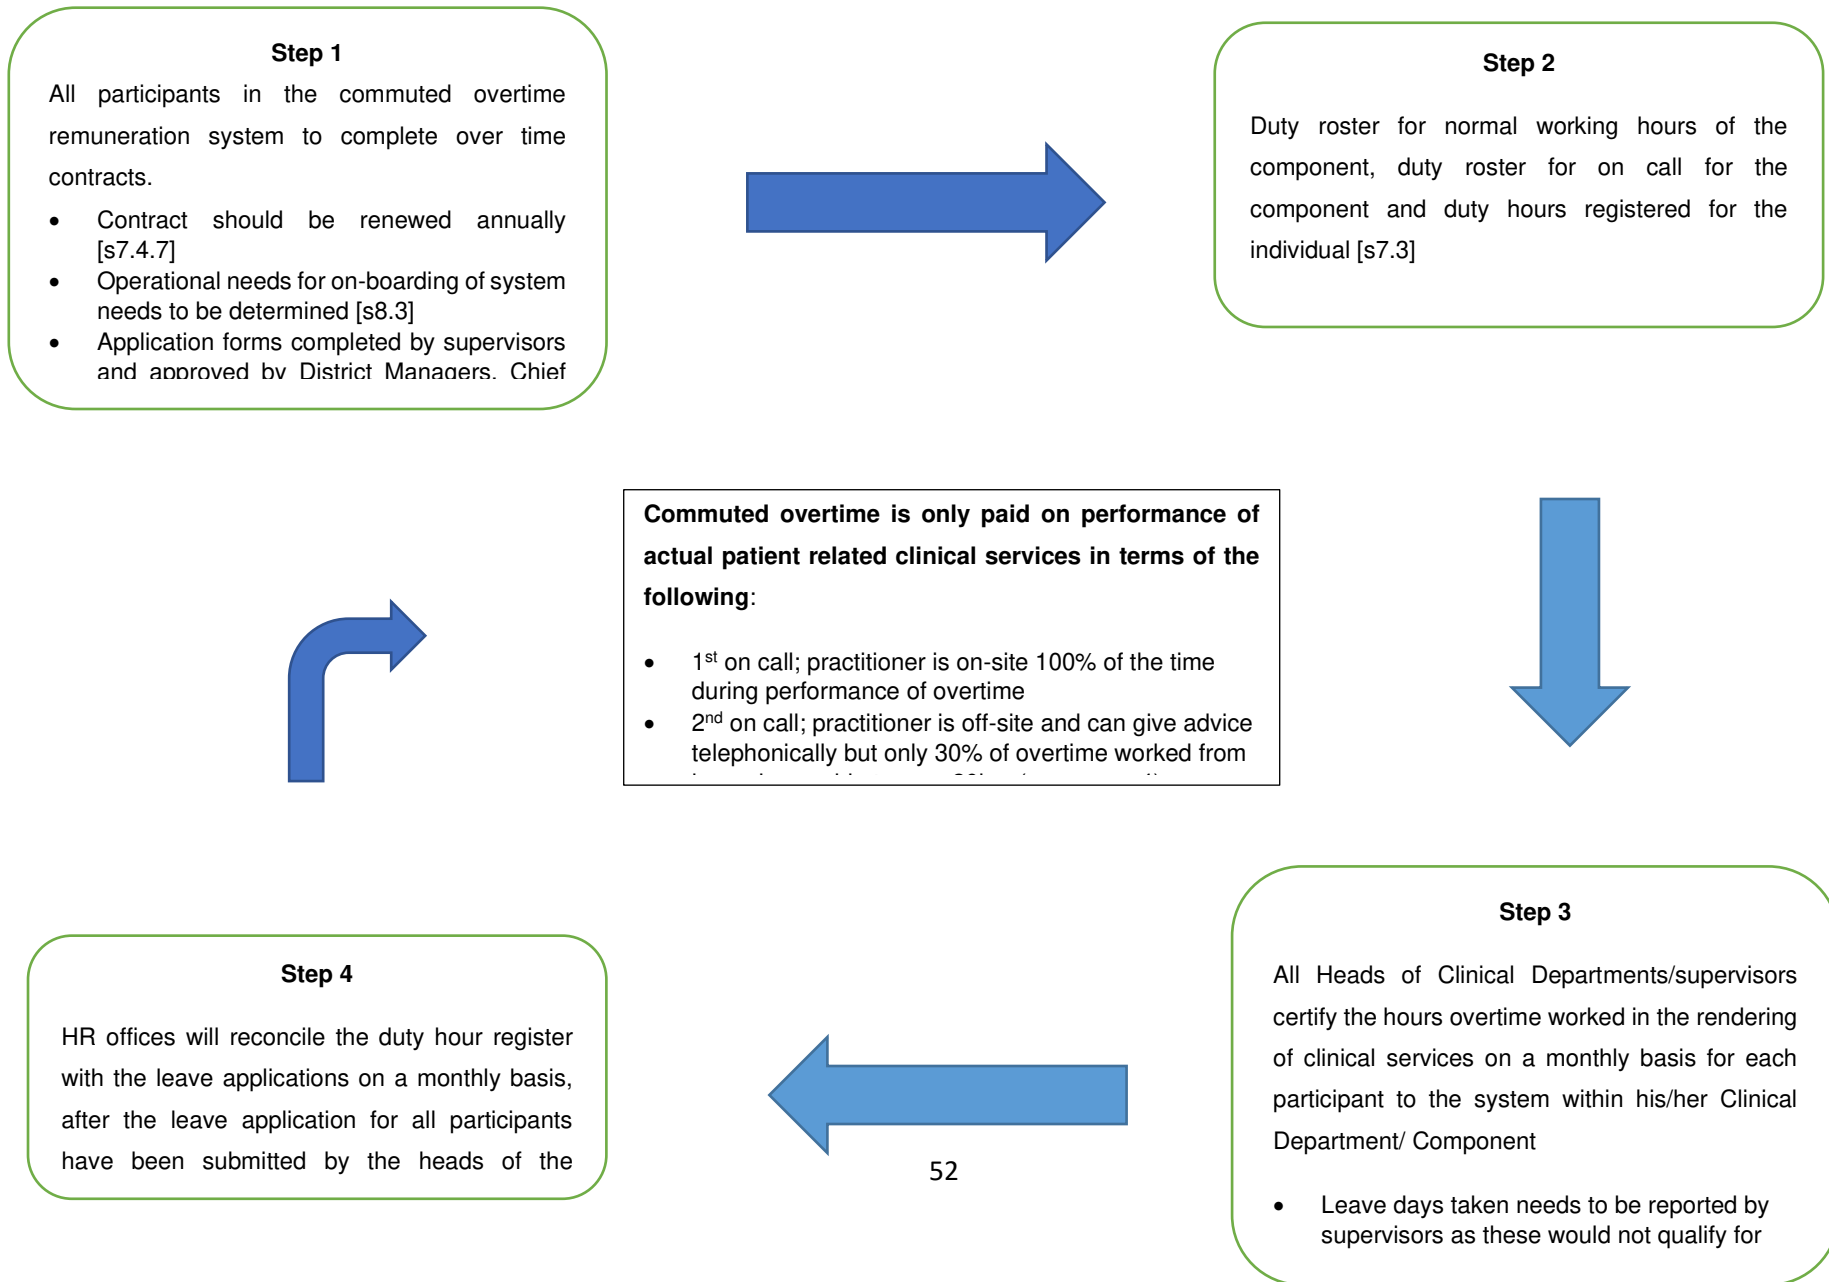 Step 1
All participants in the commuted overtime
remuneration system to complete over time
contracts.
• Contract should be renewed annually
[s7.4.7]
• Operational needs for on-boarding of system
needs to be determined [s8.3]
• Application forms completed by supervisors
and approved by District Managers, Chief
Step 2
Duty roster for normal working hours of the
component, duty roster for on call for the
component and duty hours registered for the
individual [s7.3]
Commuted overtime is only paid on performance of
actual patient related clinical services in terms of the
following:
• 1st on call; practitioner is on-site 100% of the time
during performance of overtime
• 2nd on call; practitioner is off-site and can give advice
telephonically but only 30% of overtime worked from
Step 3
All Heads of Clinical Departments/supervisors
certify the hours overtime worked in the rendering
of clinical services on a monthly basis for each
participant to the system within his/her Clinical
Department/ Component
• Leave days taken needs to be reported by
supervisors as these would not qualify for
Step 4
HR offices will reconcile the duty hour register
with the leave applications on a monthly basis,
after the leave application for all participants
have been submitted by the heads of the
52